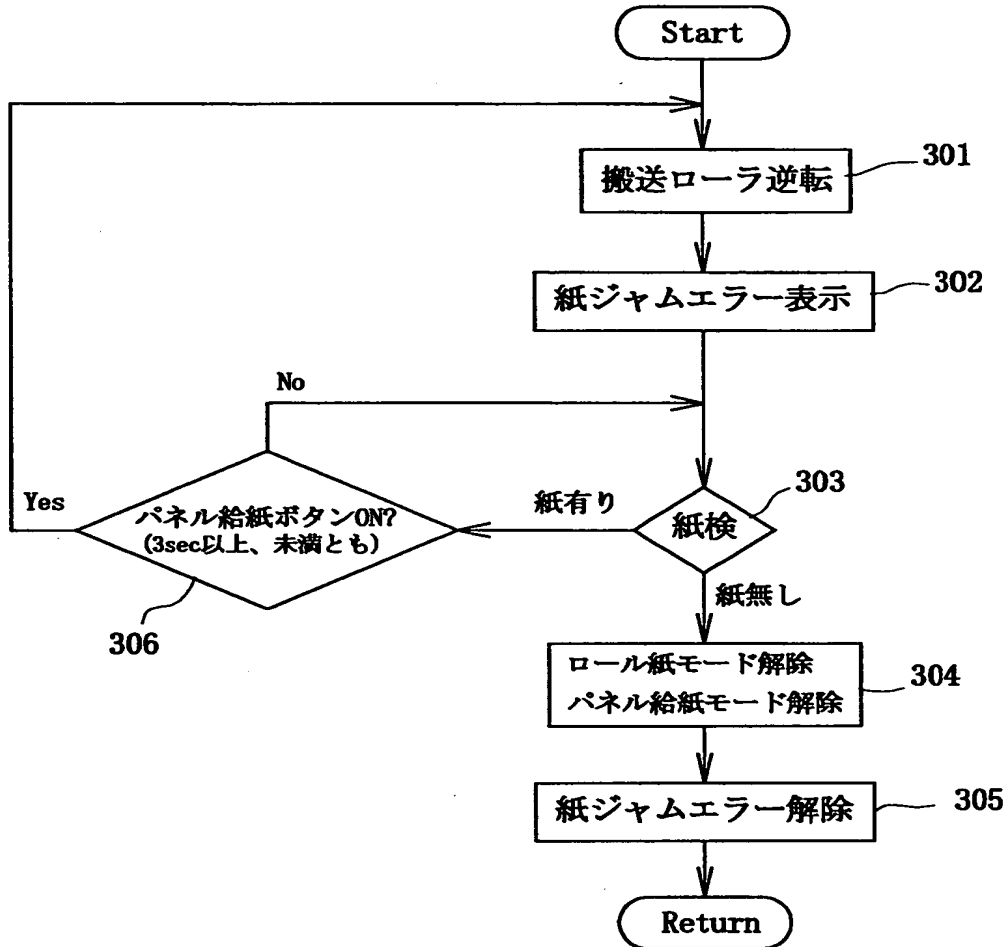 Start
搬送ローラ逆転
301
紙ジャムエラー表示
302
No
Yes
パネル給紙ボタンON?
(3sec以上、未満とも)
306
紙有り
紙検
303
紙無し
ロール紙モード解除
パネル給紙モード解除
304
紙ジャムエラー解除
305
Return